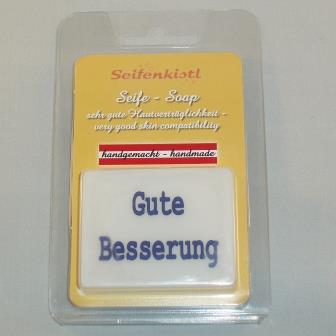 Seifenkistl
Seife - Soap
sehr gute Hautverträglichkeit -
very good skin compatibility
handgemacht - handmade
Gute
Besserung